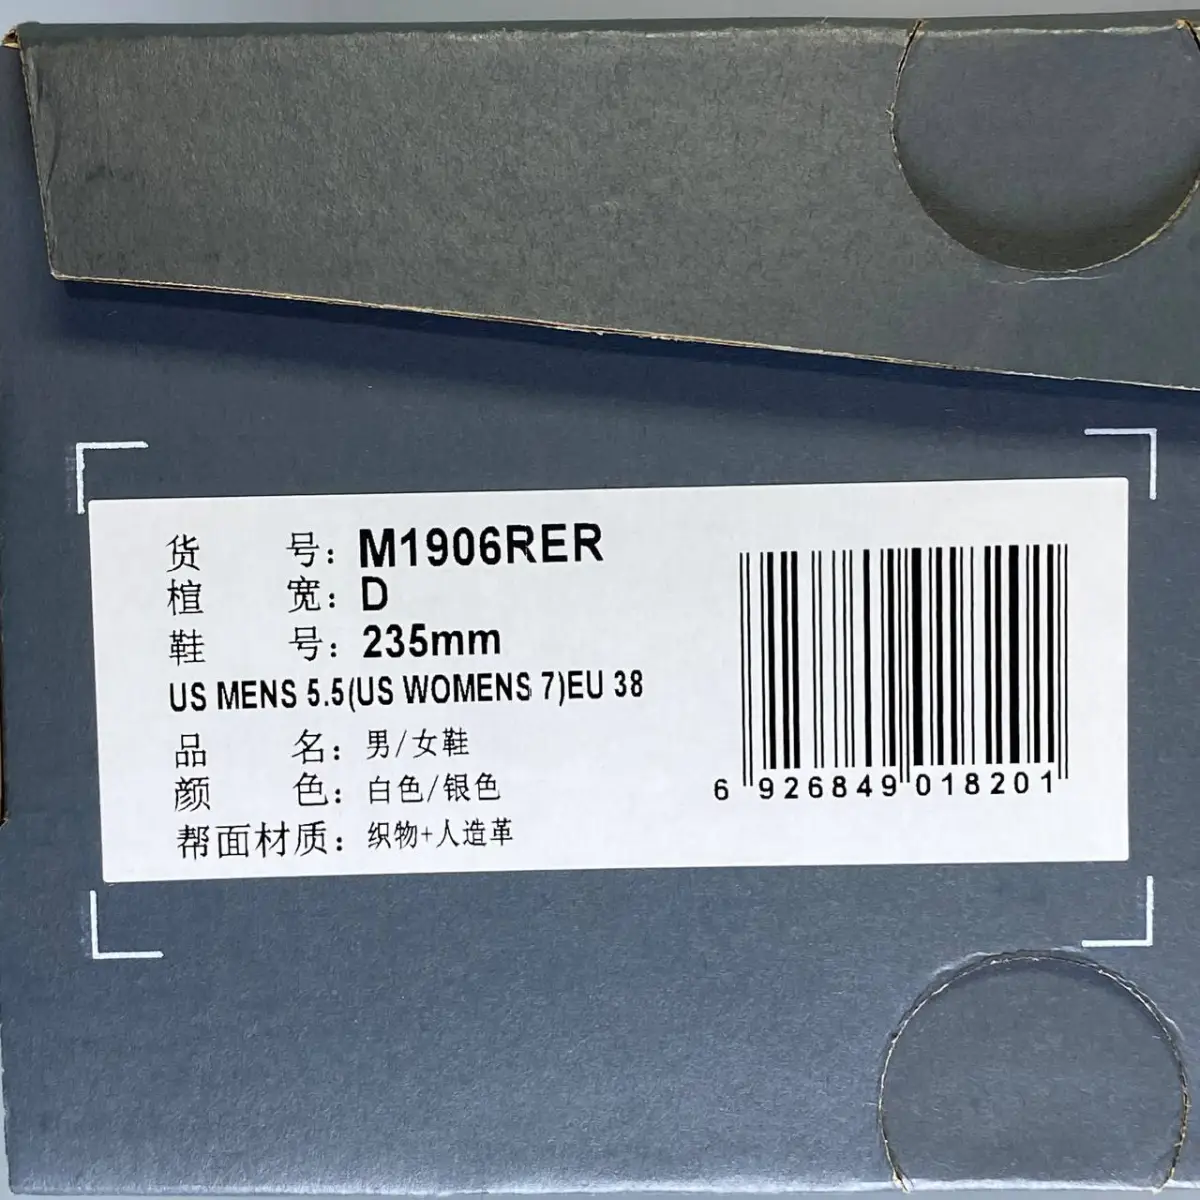 货 号：M1906RER
楦 宽：D
鞋 号：235mm
US MENS 5.5(US WOMENS 7)EU 38
品 名：男/女鞋
颜 色：白色/银色
帮面材质：织物+人造革
6 926849 018201